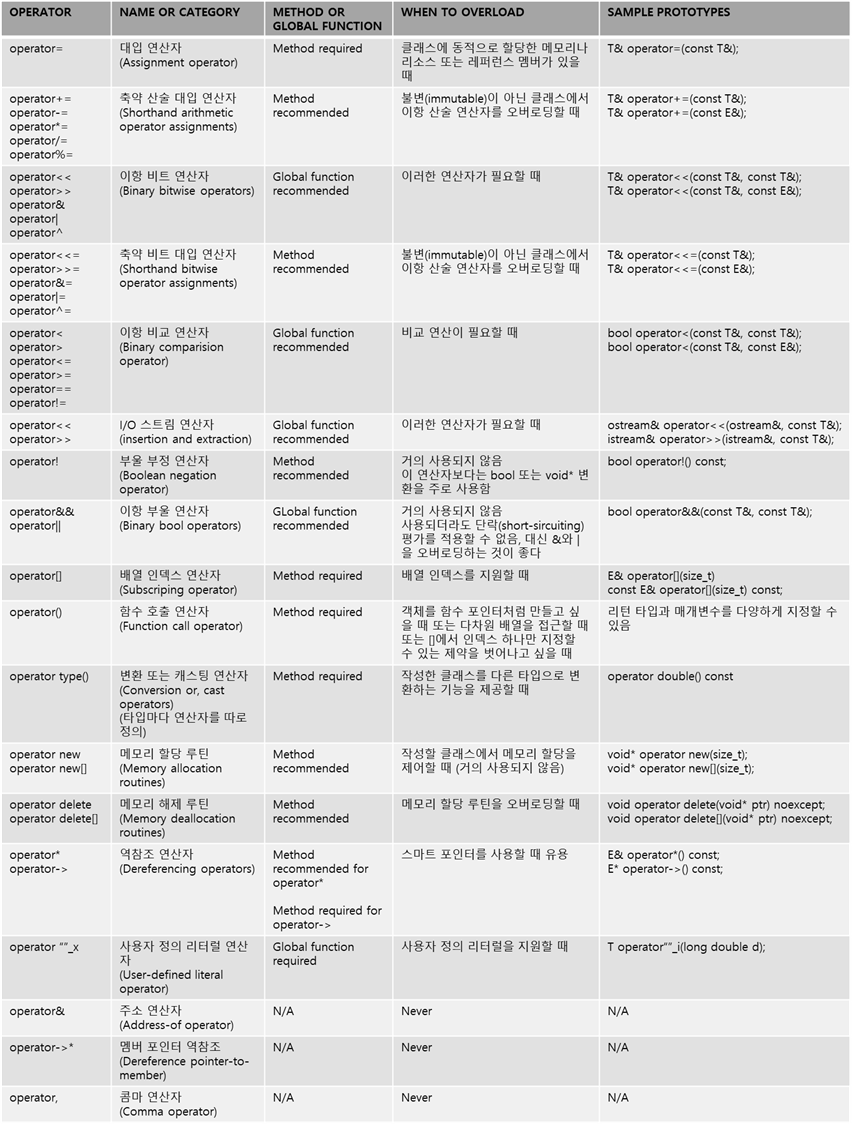 OPERATOR
NAME OR CATEGORY
METHOD OR
GLOBAL FUNCTION
WHEN TO OVERLOAD
SAMPLE PROTOTYPES
operator=
대입 연산자
(Assignment operator)
Method required
클래스에 동적으로 할당한 메모리나
리소스 또는 레퍼런스 멤버가 있을
때
T& operator=(const T&);
operator+=
operator-=
operator*=
operator/=
operator%=
축약 산술 대입 연산자
(Shorthand arithmetic
operator assignments)
Method
recommended
불변(immutable)이 아닌 클래스에서
이항 산술 연산자를 오버로딩할 때
T& operator+=(const T&);
T& operator+=(const E&);
operator<<
operator>>
operator&
operator|
operator^
이항 비트 연산자
(Binary bitwise operators)
Global function
recommended
이러한 연산자가 필요할 때
T& operator<<(const T&, const T&);
T& operator<<(const T&, const E&);
operator<<=
operator>>=
operator&=
operator|=
operator^=
축약 비트 대입 연산자
(Shorthand bitwise
operator assignments)
Method
recommended
불변(immutable)이 아닌 클래스에서
이항 산술 연산자를 오버로딩할 때
T& operator<<=(const T&);
T& operator<<=(const E&);
operator<
operator>
operator<=
operator>=
operator==
operator!=
이항 비교 연산자
(Binary comparision
operator)
Global function
recommended
비교 연산이 필요할 때
bool operator<(const T&, const T&);
bool operator<(const T&, const E&);
operator<<
operator>>
I/O 스트림 연산자
(insertion and extraction)
Global function
recommended
이러한 연산자가 필요할 때
ostream& operator<<(ostream&, const T&);
istream& operator>>(istream&, const T&);
operator!
부울 부정 연산자
(Boolean negation
operator)
Method
recommended
거의 사용되지 않음
이 연산자보다는 bool 또는 void* 변
환을 주로 사용함
bool operator!() const;
operator&&
operator||
이항 부울 연산자
(Binary bool operators)
GLobal function
recommended
거의 사용되지 않음
사용되더라도 단락(short-sircuiting)
평가를 적용할 수 없음, 대신 &와 |
을 오버로딩하는 것이 좋다
bool operator&&(const T&, const T&);
operator[]
배열 인덱스 연산자
(Subscriping operator)
Method required
배열 인덱스를 지원할 때
E& operator[](size_t)
const E& operator[](size_t) const;
operator()
함수 호출 연산자
(Function call operator)
Method required
객체를 함수 포인터처럼 만들고 싶
을 때 또는 다차원 배열을 접근할 때
또는 []에서 인덱스 하나만 지정할
수 있는 제약을 벗어나고 싶을 때
리턴 타입과 매개변수를 다양하게 지정할 수
있음
operator type()
변환 또는 캐스팅 연산자
(Conversion or, cast
operators)
(타입마다 연산자를 따로
정의)
Method required
작성한 클래스를 다른 타입으로 변
환하는 기능을 제공할 때
operator double() const
operator new
operator new[]
메모리 할당 루틴
(Memory allocation
routines)
Method
recommended
작성할 클래스에서 메모리 할당을
제어할 때 (거의 사용되지 않음)
void* operator new(size_t);
void* operator new[](size_t);
operator delete
operator delete[]
메모리 해제 루틴
(Memory deallocation
routines)
Method
recommended
메모리 할당 루틴을 오버로딩할 때
void operator delete(void* ptr) noexcept;
void operator delete[](void* ptr) noexcept;
operator*
operator->
역참조 연산자
(Dereferencing operators)
Method
recommended for
operator*
Method required for
operator->
스마트 포인터를 사용할 때 유용
E& operator*() const;
E* operator->() const;
operator “”_x
사용자 정의 리터럴 연산
자
(User-defined literal
operator)
Global function
required
사용자 정의 리터럴을 지원할 때
T operator””_i(long double d);
operator&
주소 연산자
(Address-of operator)
N/A
Never
N/A
operator->*
멤버 포인터 역참조
(Dereference pointer-to-
member)
N/A
Never
N/A
operator,
콤마 연산자
(Comma operator)
N/A
Never
N/A